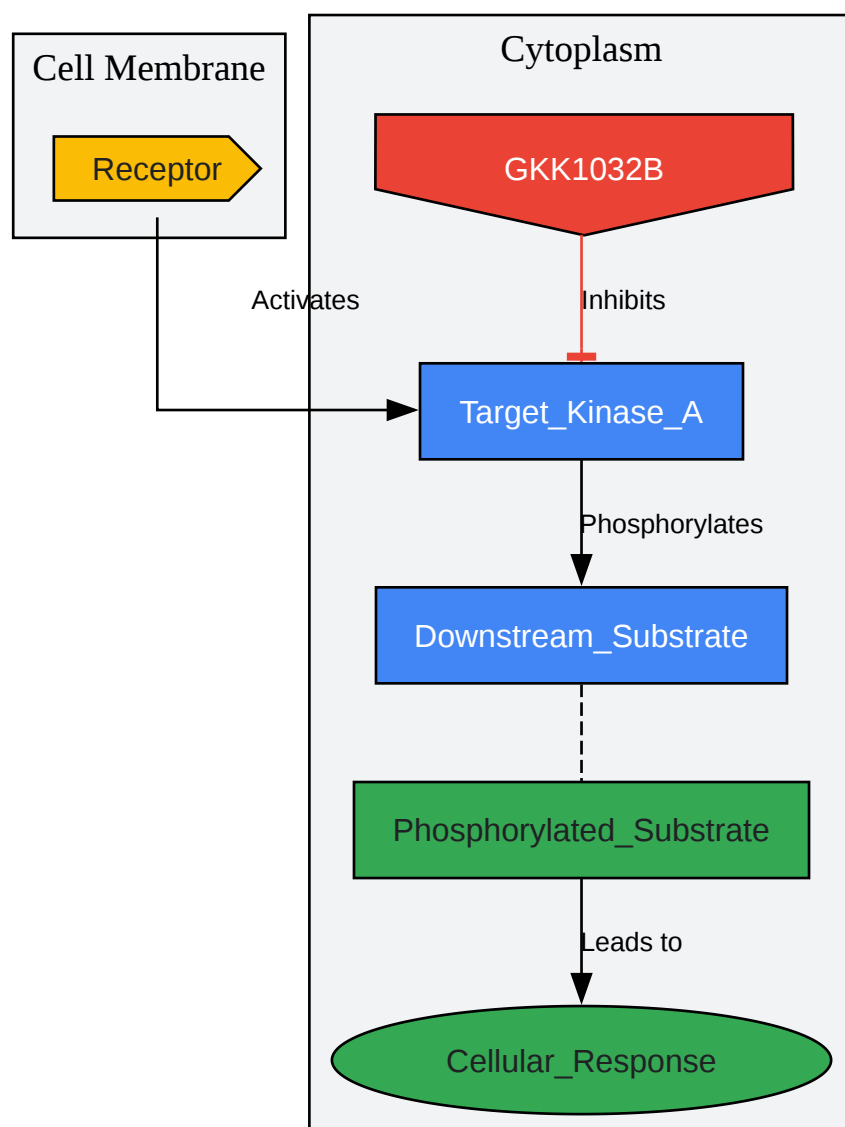 Cell Membrane
Receptor
Cytoplasm
GKK1032B
Activates
Inhibits
Target_Kinase_A
Phosphorylates
Downstream_Substrate
Phosphorylated_Substrate
Leads to
Cellular_Response